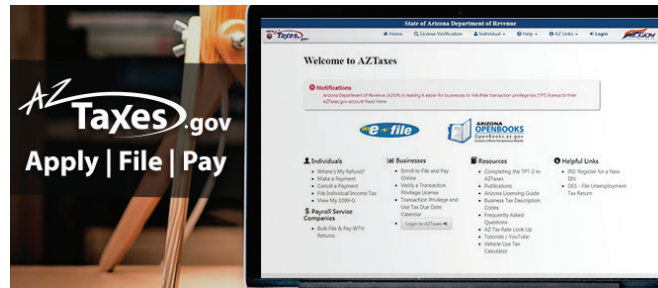 AZ
TaXes.gov
Apply | File | Pay
State of Arizona Department of Revenue
Taxes.gov
Home
License Verification
Individual
Help
AZ Links
Login
AZ.GOV
Welcome to AZTaxes
Notifications
Arizona Department of Revenue (ADOR) is making it easier for businesses to link their transaction privilege tax (TPT) license to their
AZTaxes.gov account Read More
e-file
ARIZONA
OPENBOOKS
OpenBooks.az.gov
Individuals
Where's My Refund?
Make a Payment
Cancel a Payment
File Individual Income Tax
View My 1099-G
$ Payroll Service
Companies
Bulk File & Pay WTH
Returns
Businesses
Enroll to File and Pay
Online
Verify a Transaction
Privilege License
Transaction Privilege and
Use Tax Due Date
Calendar
Login to AZTaxes
Resources
Completing the TPT-2 in
AZTaxes
Publications
Arizona Licensing Guide
Business Tax Description
Codes
Frequently Asked
Questions
AZ Tax Rate Look Up
Tutorials / YouTube
Vehicle Use Tax
Calculator
Helpful Links
IRS: Register for a New
EIN
DES - File Unemployment
Tax Return